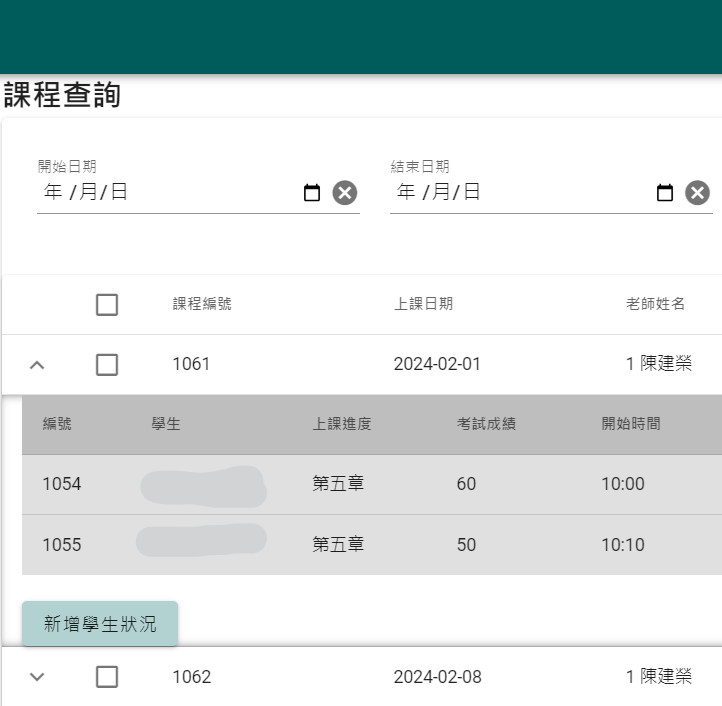 課程查詢
開始日期 結束日期
年 /月/日 年 /月/日
課程編號 上課日期 老師姓名
1061 2024-02-01 1 陳建榮
編號 學生 上課進度 考試成績 開始時間
1054 第五章 60 10:00
1055 第五章 50 10:10
新增學生狀況
1062 2024-02-08 1 陳建榮